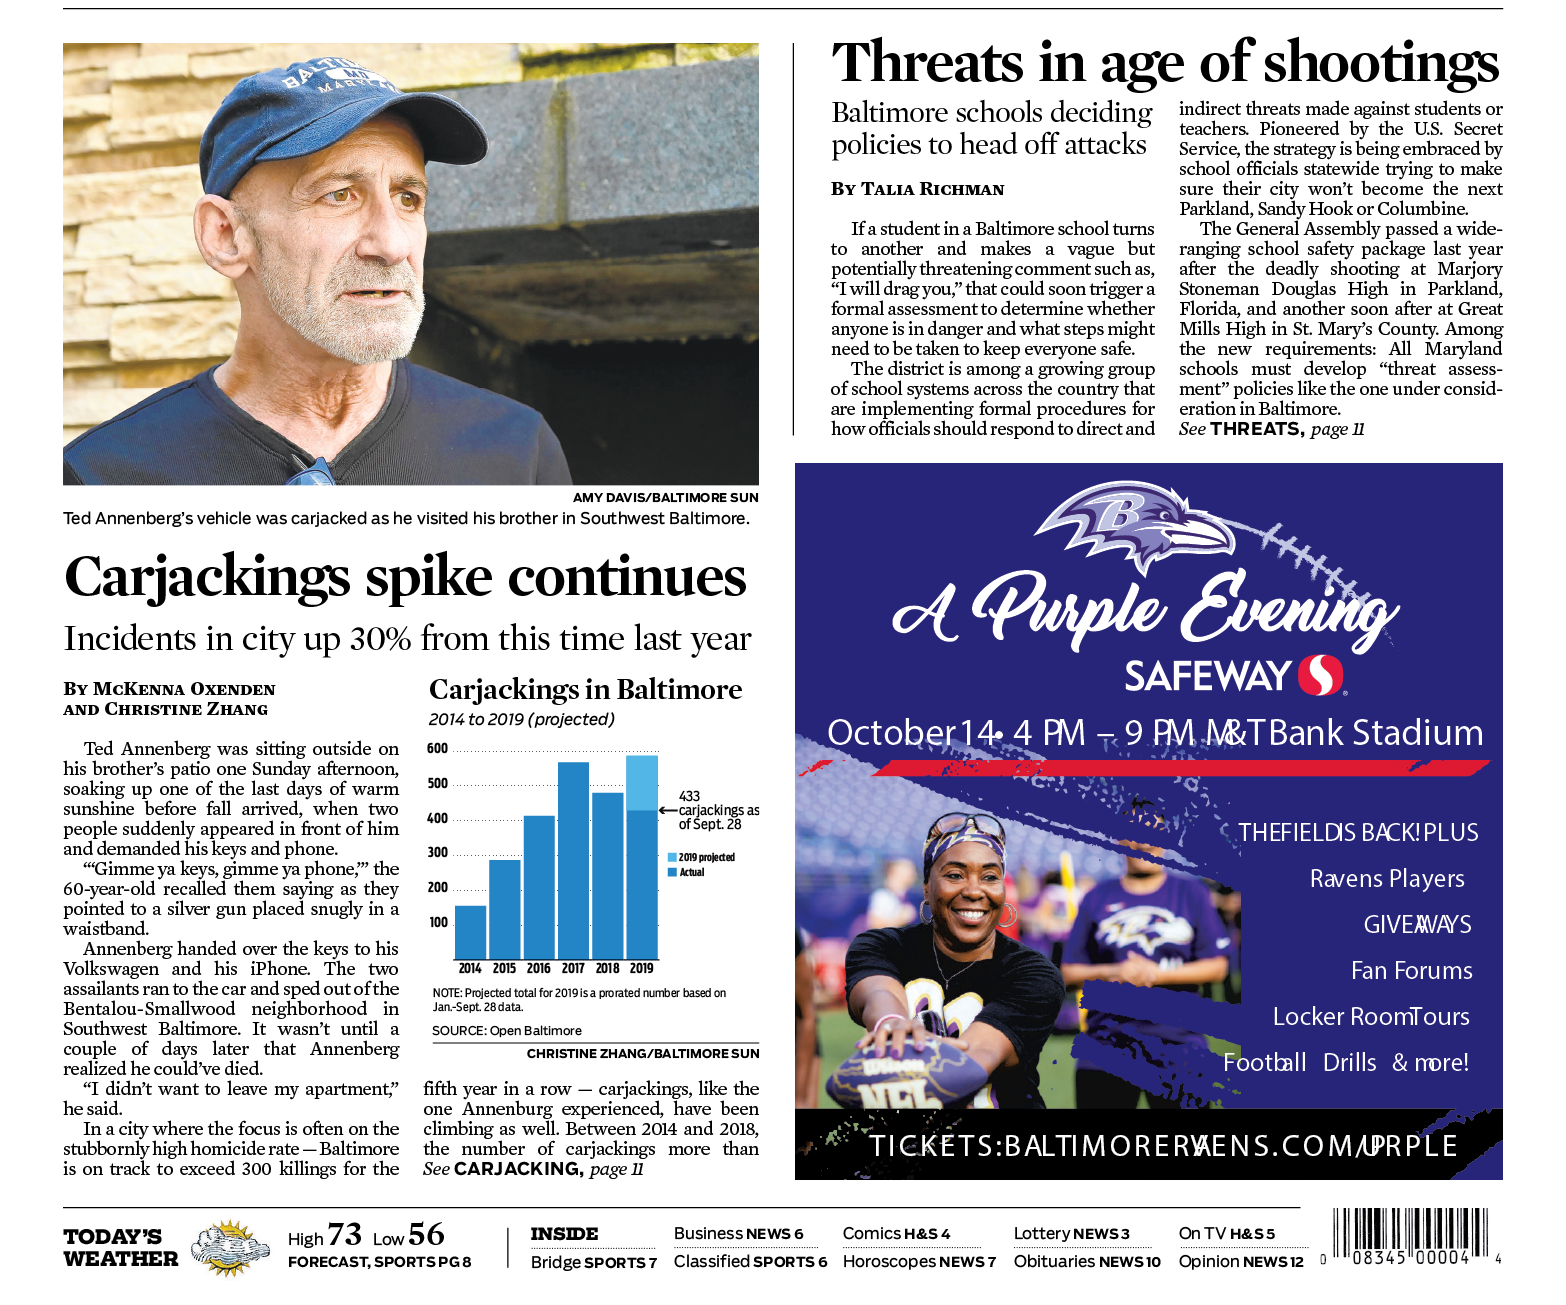 BALTIMORE
MD
MARYLAND
AMY DAVIS/BALTIMORE SUN
Ted Annenberg’s vehicle was carjacked as he visited his brother in Southwest Baltimore.
Carjackings spike continues
Incidents in city up 30% from this time last year
By McKenna Oxenden
and Christine Zhang
Ted Annenberg was sitting outside on
his brother’s patio one Sunday afternoon,
soaking up one of the last days of warm
sunshine before fall arrived, when two
people suddenly appeared in front of him
and demanded his keys and phone.
“‘Gimme ya keys, gimme ya phone,’” the
60-year-old recalled them saying as they
pointed to a silver gun placed snugly in a
waistband.
Annenberg handed over the keys to his
Volkswagen and his iPhone. The two
assailants ran to the car and sped out of the
Bentalou-Smallwood neighborhood in
Southwest Baltimore. It wasn’t until a
couple of days later that Annenberg
realized he could’ve died.
“I didn’t want to leave my apartment,”
he said.
In a city where the focus is often on the
stubbornly high homicide rate — Baltimore
is on track to exceed 300 killings for the
Carjackings in Baltimore
2014 to 2019 (projected)
600
500
400
300
200
100
2014 2015 2016 2017 2018 2019
433
carjackings as
of Sept. 28
2019 projected
Actual
NOTE: Projected total for 2019 is a prorated number based on
Jan.-Sept. 28 data.
SOURCE: Open Baltimore
CHRISTINE ZHANG/BALTIMORE SUN
fifth year in a row — carjackings, like the
one Annenburg experienced, have been
climbing as well. Between 2014 and 2018,
the number of carjackings more than
See CARJACKING, page 11
Threats in age of shootings
Baltimore schools deciding
policies to head off attacks
By Talia Richman
If a student in a Baltimore school turns
to another and makes a vague but
potentially threatening comment such as,
“I will drag you,” that could soon trigger a
formal assessment to determine whether
anyone is in danger and what steps might
need to be taken to keep everyone safe.
The district is among a growing group
of school systems across the country that
are implementing formal procedures for
how officials should respond to direct and
indirect threats made against students or
teachers. Pioneered by the U.S. Secret
Service, the strategy is being embraced by
school officials statewide trying to make
sure their city won’t become the next
Parkland, Sandy Hook or Columbine.
The General Assembly passed a wide-
ranging school safety package last year
after the deadly shooting at Marjory
Stoneman Douglas High in Parkland,
Florida, and another soon after at Great
Mills High in St. Mary’s County. Among
the new requirements: All Maryland
schools must develop “threat assess-
ment” policies like the one under consid-
eration in Baltimore.
See THREATS, page 11
B
A Purple Evening
SAFEWAY
October 14 • 4 PM – 9 PM M&T Bank Stadium
THE FIELD IS BACK! PLUS
Ravens Players
GIVEAWAYS
Fan Forums
Locker Room Tours
Football Drills & more!
NFL
TICKETS: BALTIMORERAVENS.COM/PURPLE
TODAY’S
WEATHER
High 73 Low 56
FORECAST, SPORTS PG 8
INSIDE
Bridge SPORTS 7
Business NEWS 6
Classified SPORTS 6
Comics H&S 4
Horoscopes NEWS 7
Lottery NEWS 3
Obituaries NEWS 10
On TV H&S 5
Opinion NEWS 12
0 08345 00004 4